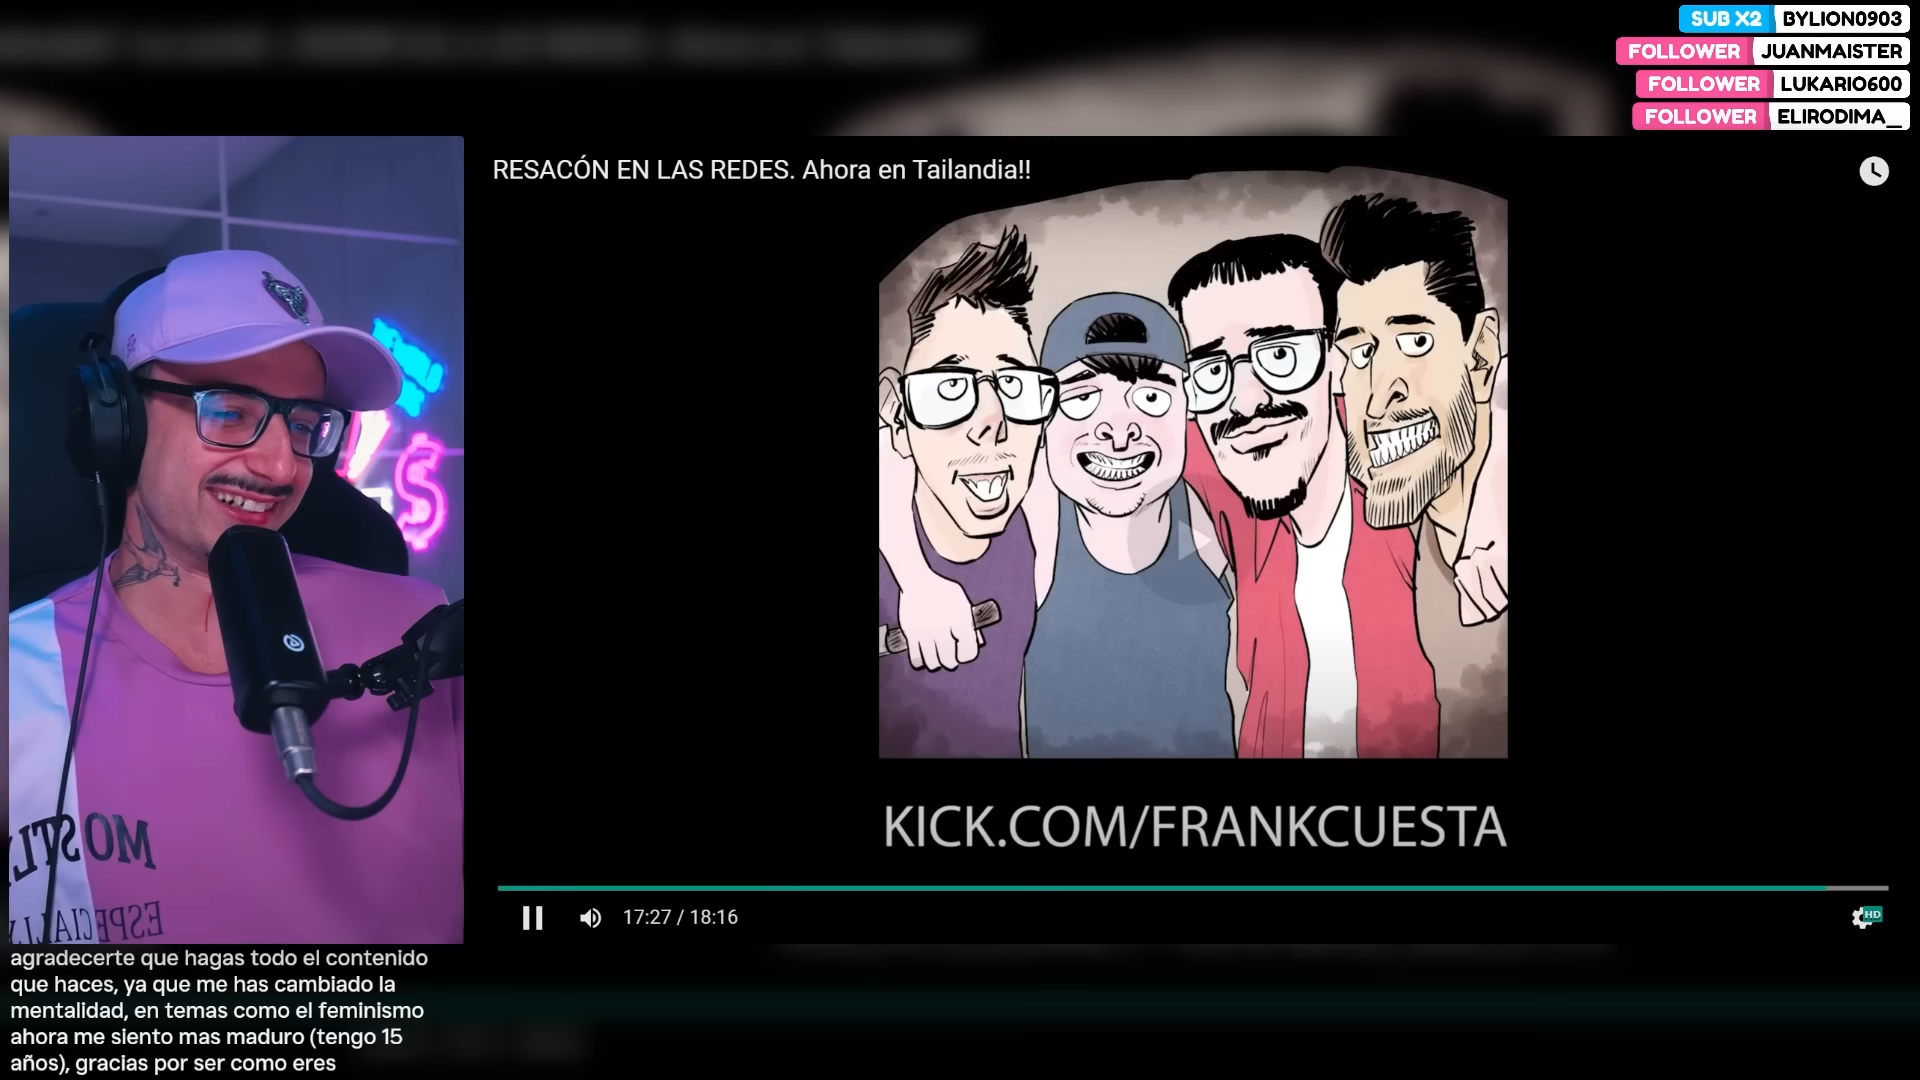 SUB X2 BYLION0903
FOLLOWER JUANMAISTER
FOLLOWER LUKARIO600
FOLLOWER ELIRODIMA_
RESACÓN EN LAS REDES. Ahora en Tailandia!!
KICK.COM/FRANKCUESTA
17:27 / 18:16
HD
MOSTLY
ESPECIALLY
agradecerte que hagas todo el contenido
que haces, ya que me has cambiado la
mentalidad, en temas como el feminismo
ahora me siento mas maduro (tengo 15
años), gracias por ser como eres